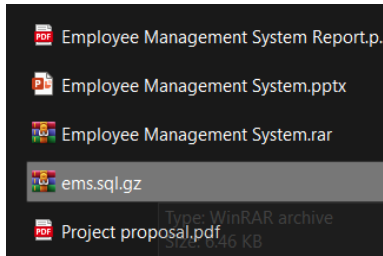 Employee Management System Report.p.
Employee Management System.pptx
Employee Management System.rar
ems.sql.gz
Type: WinRAR archive
Project proposal.pdf
Size: 6.46 KB